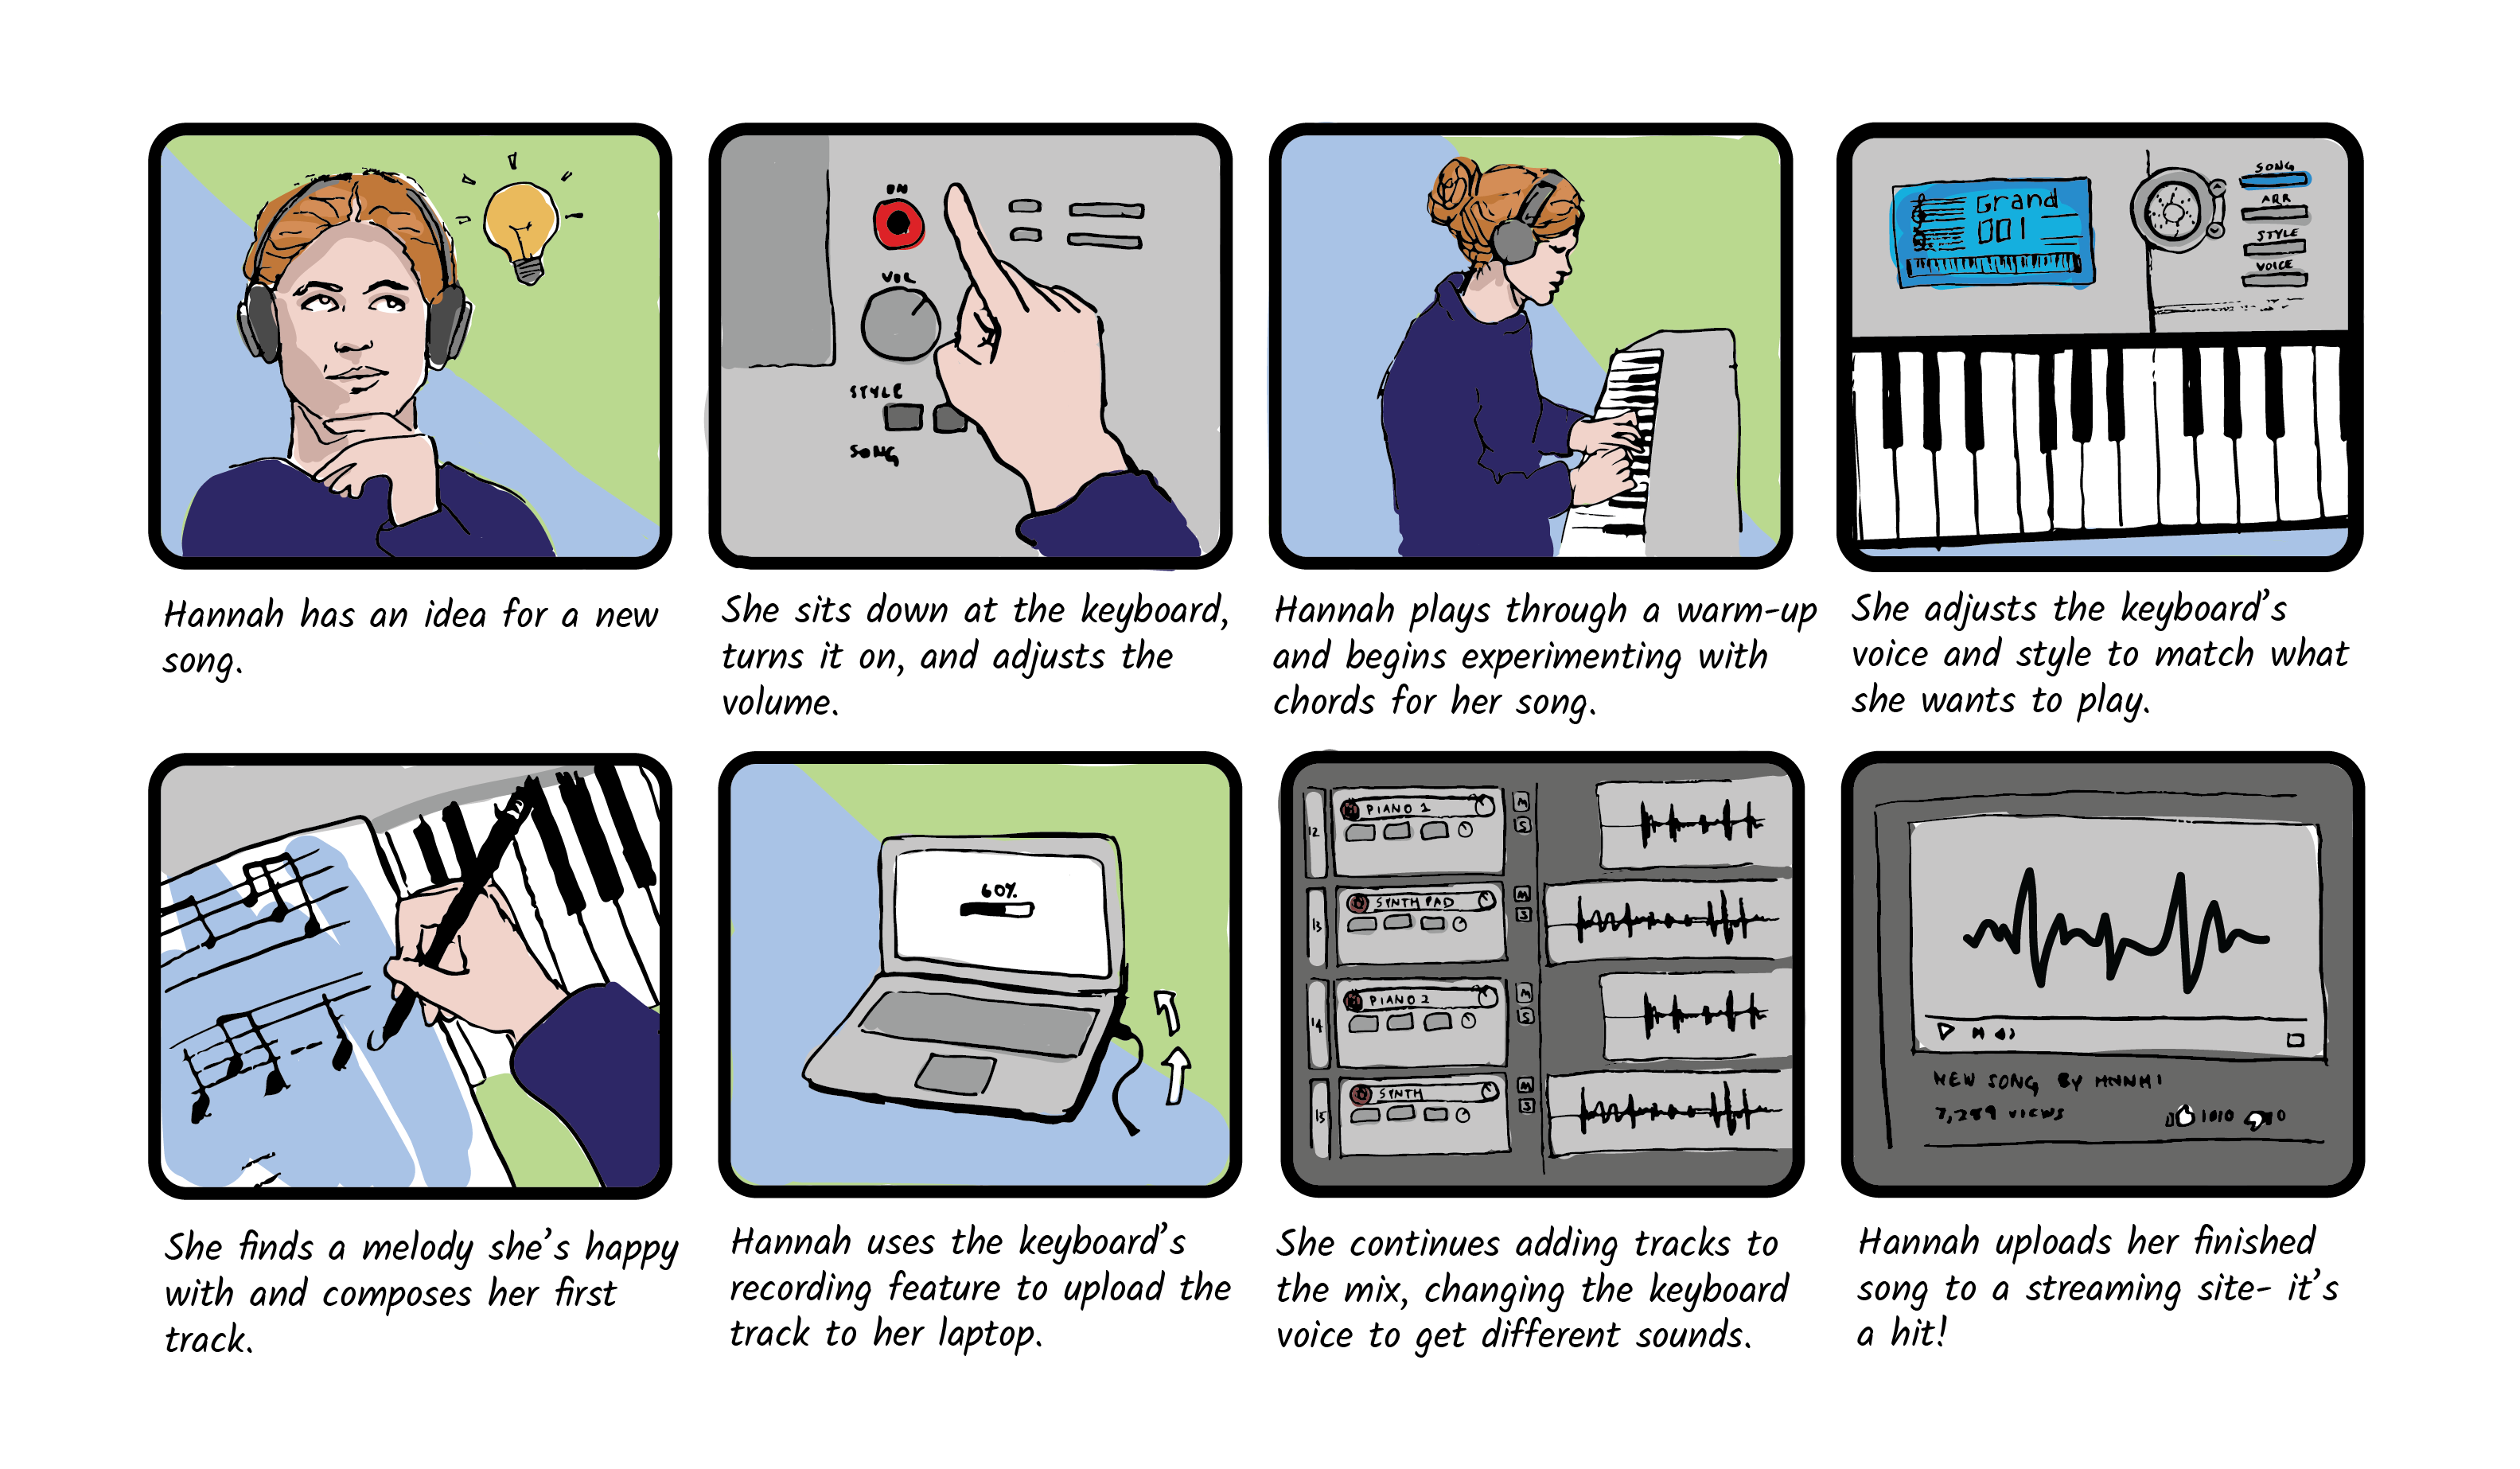 Hannah has an idea for a new
song.
ON
VOL
STYLE
SONG
She sits down at the keyboard,
turns it on, and adjusts the
volume.
Hannah plays through a warm-up
and begins experimenting with
chords for her song.
Grand
001
SONG
ARR
STYLE
VOICE
She adjusts the keyboard's
voice and style to match what
she wants to play.
She finds a melody she's happy
with and composes her first
track.
60%
Hannah uses the keyboard's
recording feature to upload the
track to her laptop.
12 PIANO 1 M
S
13 SYNTH PAD M
S
14 PIANO 2 M
S
15 SYNTH M
S
She continues adding tracks to
the mix, changing the keyboard
voice to get different sounds.
NEW SONG BY
7,289 VIEWS 1010 0
Hannah uploads her finished
song to a streaming site- it's
a hit!